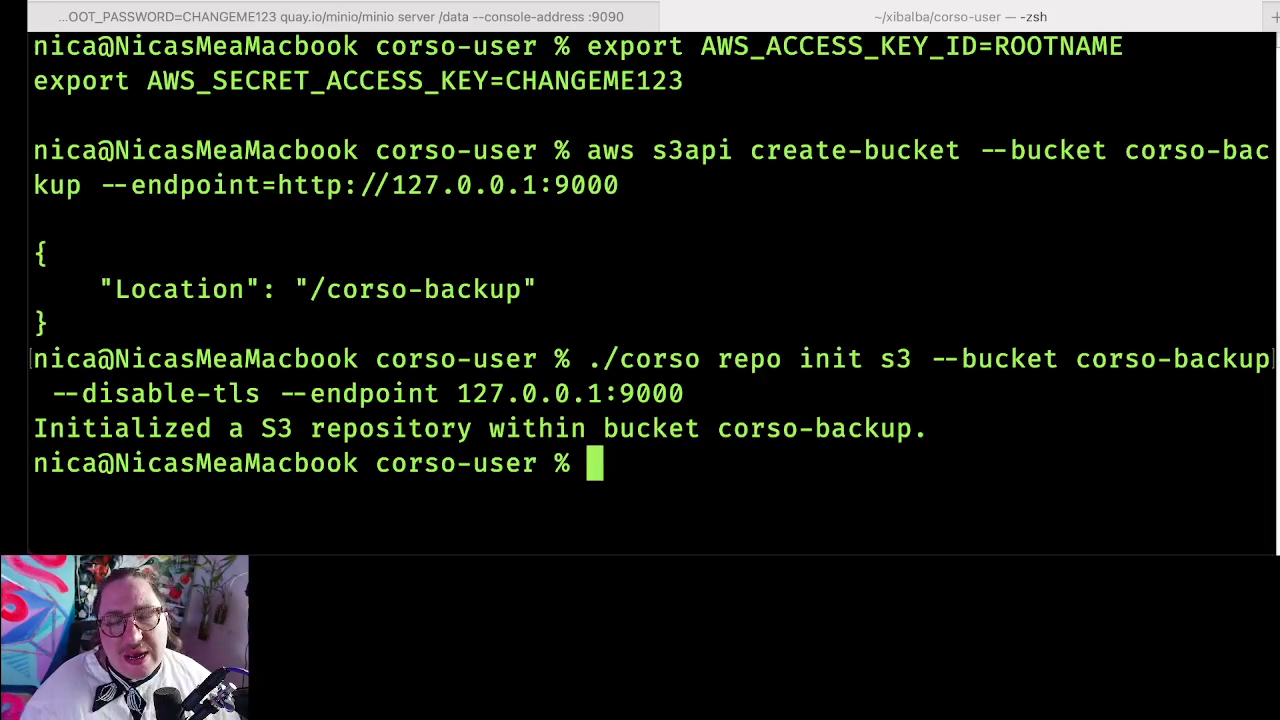 ...OOT_PASSWORD=CHANGEME123 quay.io/minio/minio server /data --console-address :9090
~/xibalba/corso-user — -zsh
nica@NicasMeaMacbook corso-user % export AWS_ACCESS_KEY_ID=ROOTNAME
export AWS_SECRET_ACCESS_KEY=CHANGEME123
nica@NicasMeaMacbook corso-user % aws s3api create-bucket --bucket corso-bac
kup --endpoint=http://127.0.0.1:9000
{
"Location": "/corso-backup"
}
nica@NicasMeaMacbook corso-user % ./corso repo init s3 --bucket corso-backup
--disable-tls --endpoint 127.0.0.1:9000
Initialized a S3 repository within bucket corso-backup.
nica@NicasMeaMacbook corso-user %